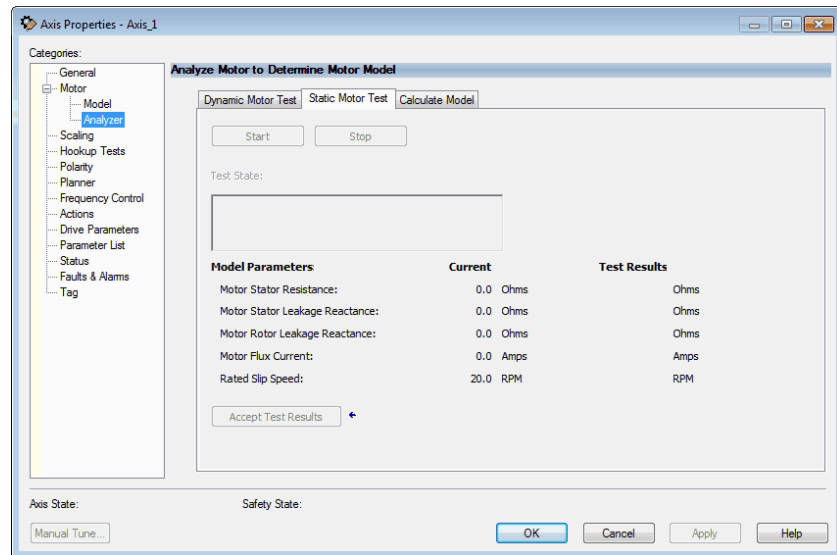 Axis Properties - Axis_1
Categories:
General
Motor
Model
Analyzer
Scaling
Hookup Tests
Polarity
Planner
Frequency Control
Actions
Drive Parameters
Parameter List
Status
Faults & Alarms
Tag
Analyze Motor to Determine Motor Model
Dynamic Motor Test Static Motor Test Calculate Model
Start Stop
Test State:
Model Parameters Current Test Results
Motor Stator Resistance: 0.0 Ohms Ohms
Motor Stator Leakage Reactance: 0.0 Ohms Ohms
Motor Rotor Leakage Reactance: 0.0 Ohms Ohms
Motor Flux Current: 0.0 Amps Amps
Rated Slip Speed: 20.0 RPM RPM
Accept Test Results
Axis State: Safety State:
Manual Tune... OK Cancel Apply Help